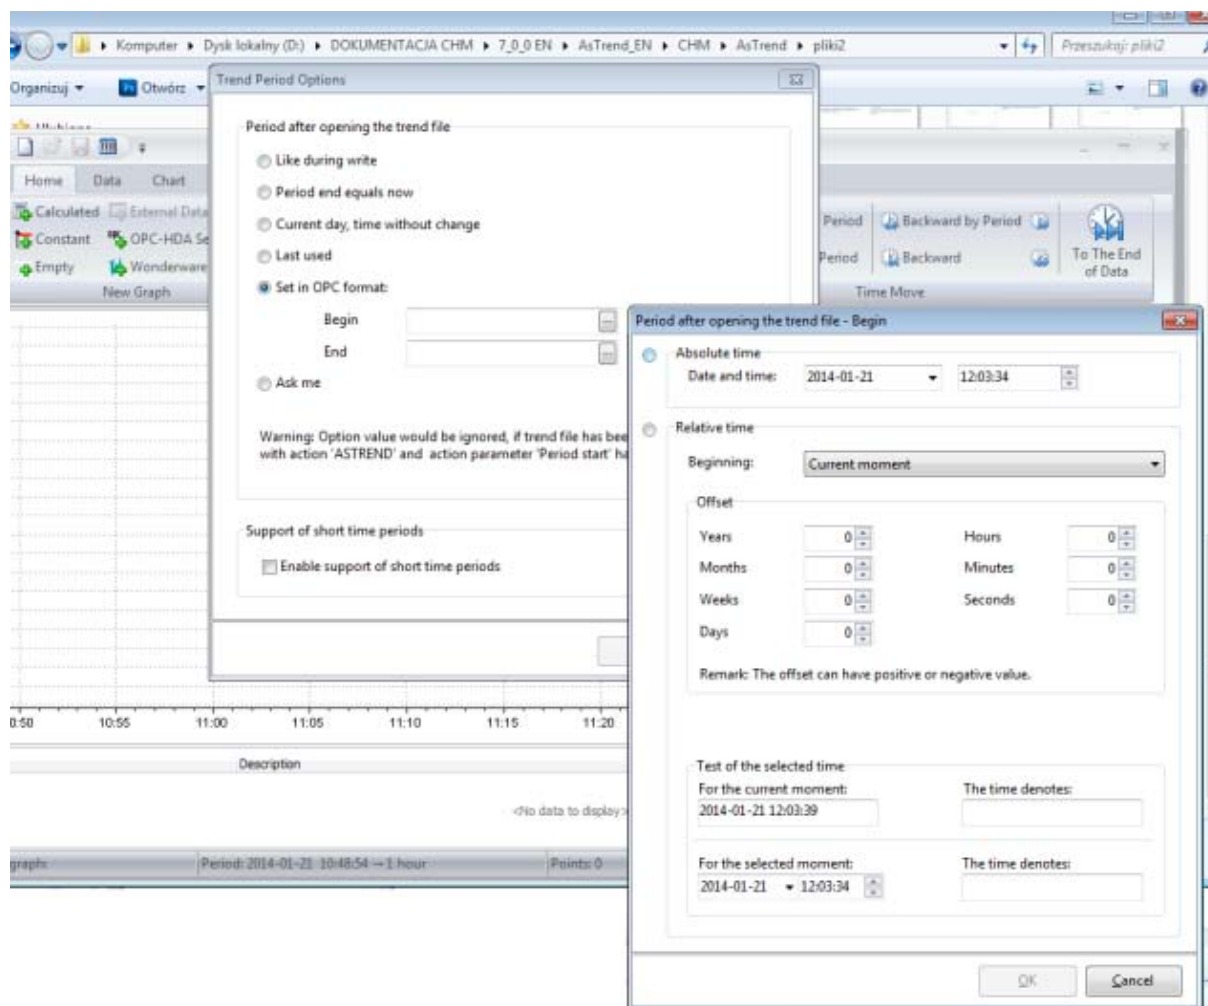 Komputer ▸ Dysk lokalny (D:) ▸ DOKUMENTACJA CHM ▸ 7_0_0 EN ▸ AsTrend_EN ▸ CHM ▸ AsTrend ▸ pliki2
Przeszukaj: pliki2
Organizuj
Otwórz
Trend Period Options
Period after opening the trend file
Like during write
Period end equals now
Current day, time without change
Last used
Set in OPC format:
Begin
End
Ask me
Warning: Option value would be ignored, if trend file has bee
with action 'ASTREND' and action parameter 'Period start' ha
Support of short time periods
Enable support of short time periods
Home Data Chart
Calculated External Data
Constant OPC-HDA Se
Empty Wonderware
New Graph
Period Backward by Period
Period Backward
To The End
of Data
Time Move
Period after opening the trend file - Begin
Absolute time
Date and time: 2014-01-21 12:03:34
Relative time
Beginning: Current moment
Offset
Years 0 Hours 0
Months 0 Minutes 0
Weeks 0 Seconds 0
Days 0
Remark: The offset can have positive or negative value.
Test of the selected time
For the current moment: The time denotes:
2014-01-21 12:03:39
For the selected moment: The time denotes:
2014-01-21 12:03:34
OK Cancel
0:50 10:55 11:00 11:05 11:10 11:15 11:20
Description
<No data to display>
graphs Period: 2014-01-21 10:48:54 → 1 hour Points: 0